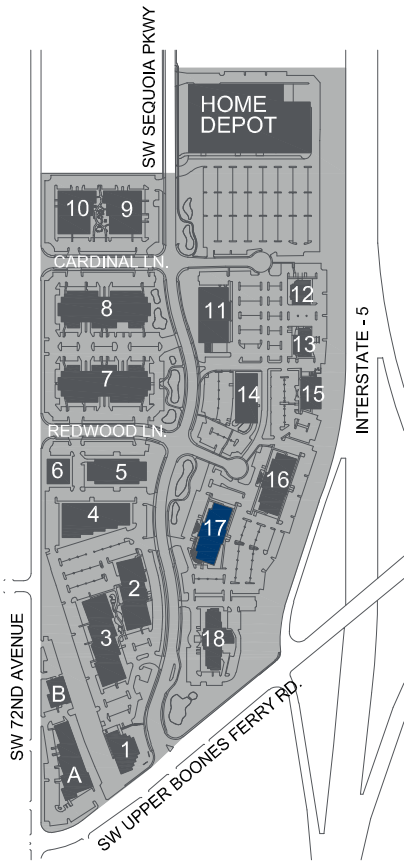 SW SEQUOIA PKWY
HOME
DEPOT
10
9
CARDINAL LN.
8
11
12
13
7
14
15
INTERSTATE - 5
REDWOOD LN.
6
5
16
4
17
2
3
18
SW 72ND AVENUE
B
1
A
SW UPPER BOONES FERRY RD.